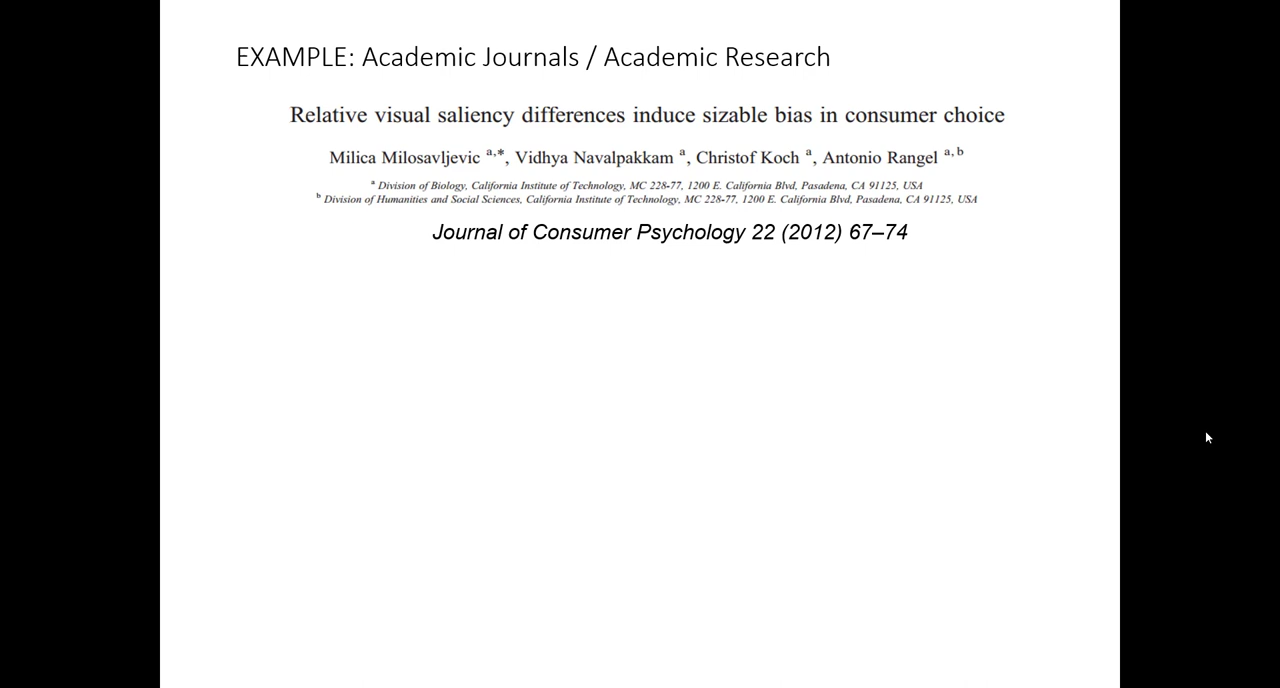 EXAMPLE: Academic Journals / Academic Research
Relative visual saliency differences induce sizable bias in consumer choice
Milica Milosavljevic a,*, Vidhya Navalpakkam a, Christof Koch a, Antonio Rangel a,b
a Division of Biology, California Institute of Technology, MC 228-77, 1200 E. California Blvd, Pasadena, CA 91125, USA
b Division of Humanities and Social Sciences, California Institute of Technology, MC 228-77, 1200 E. California Blvd, Pasadena, CA 91125, USA
Journal of Consumer Psychology 22 (2012) 67–74